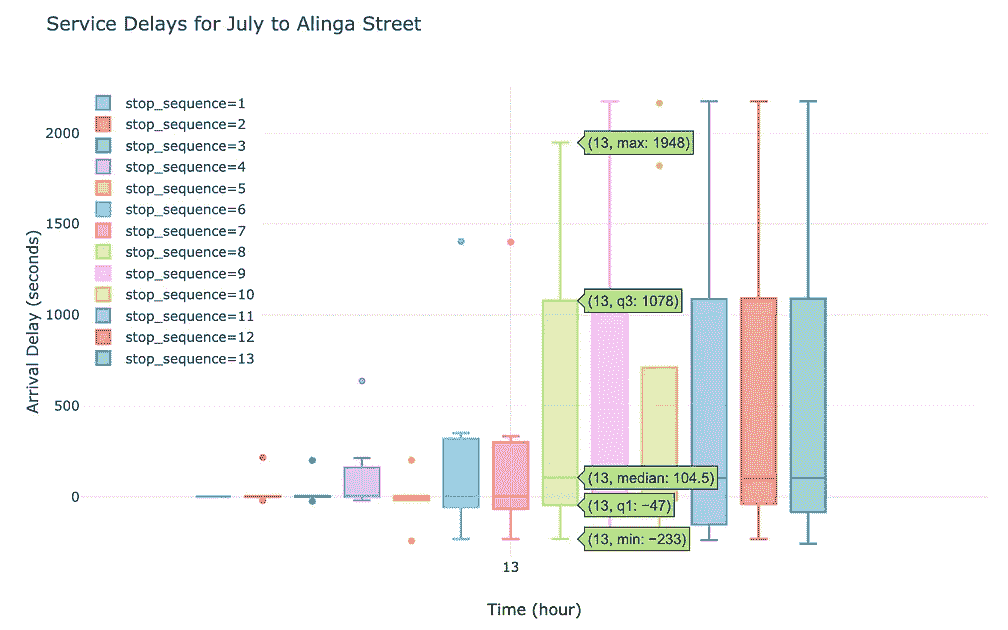 Service Delays for July to Alinga Street
stop_sequence=1
stop_sequence=2
stop_sequence=3
stop_sequence=4
stop_sequence=5
stop_sequence=6
stop_sequence=7
stop_sequence=8
stop_sequence=9
stop_sequence=10
stop_sequence=11
stop_sequence=12
stop_sequence=13
2000
1500
1000
500
0
Arrival Delay (seconds)
(13, max: 1948)
(13, q3: 1078)
(13, median: 104.5)
(13, q1: −47)
(13, min: −233)
13
Time (hour)